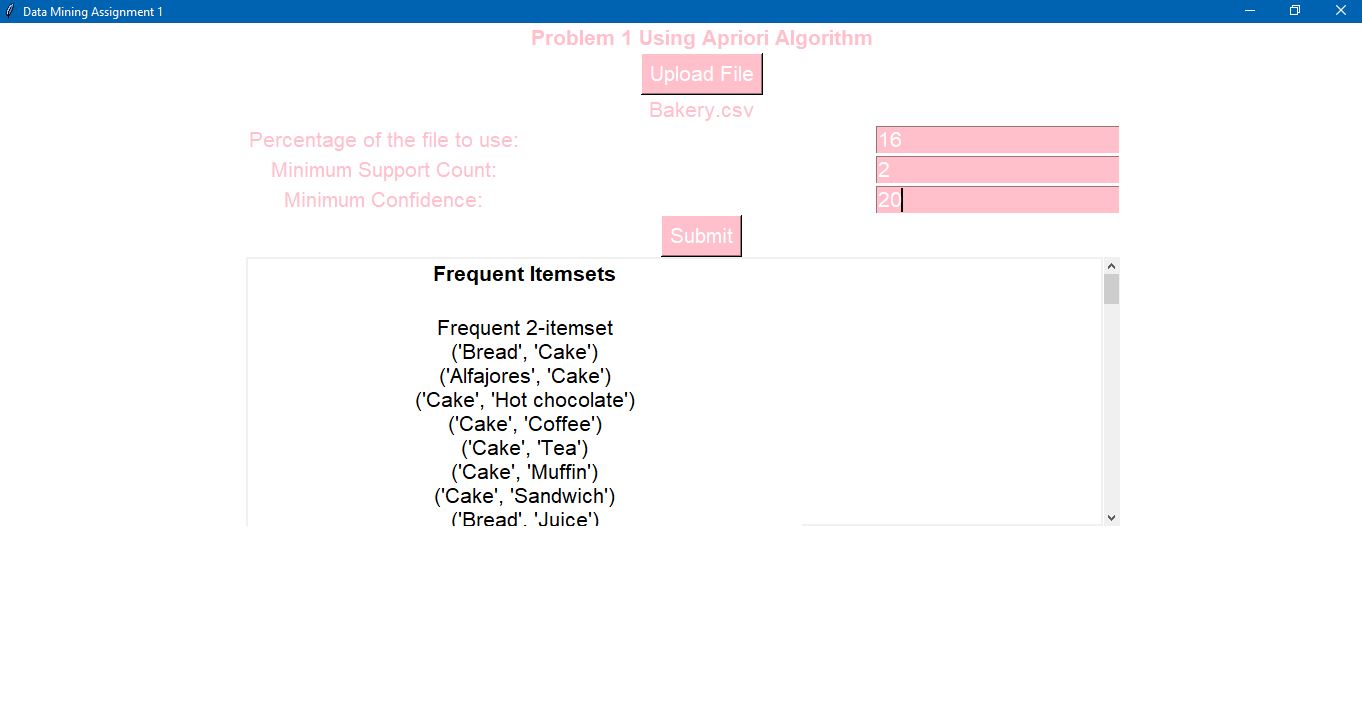 Data Mining Assignment 1
Problem 1 Using Apriori Algorithm
Upload File
Bakery.csv
Percentage of the file to use: 16
Minimum Support Count: 2
Minimum Confidence: 20
Submit
Frequent Itemsets
Frequent 2-itemset
('Bread', 'Cake')
('Alfajores', 'Cake')
('Cake', 'Hot chocolate')
('Cake', 'Coffee')
('Cake', 'Tea')
('Cake', 'Muffin')
('Cake', 'Sandwich')
('Bread', 'Juice')